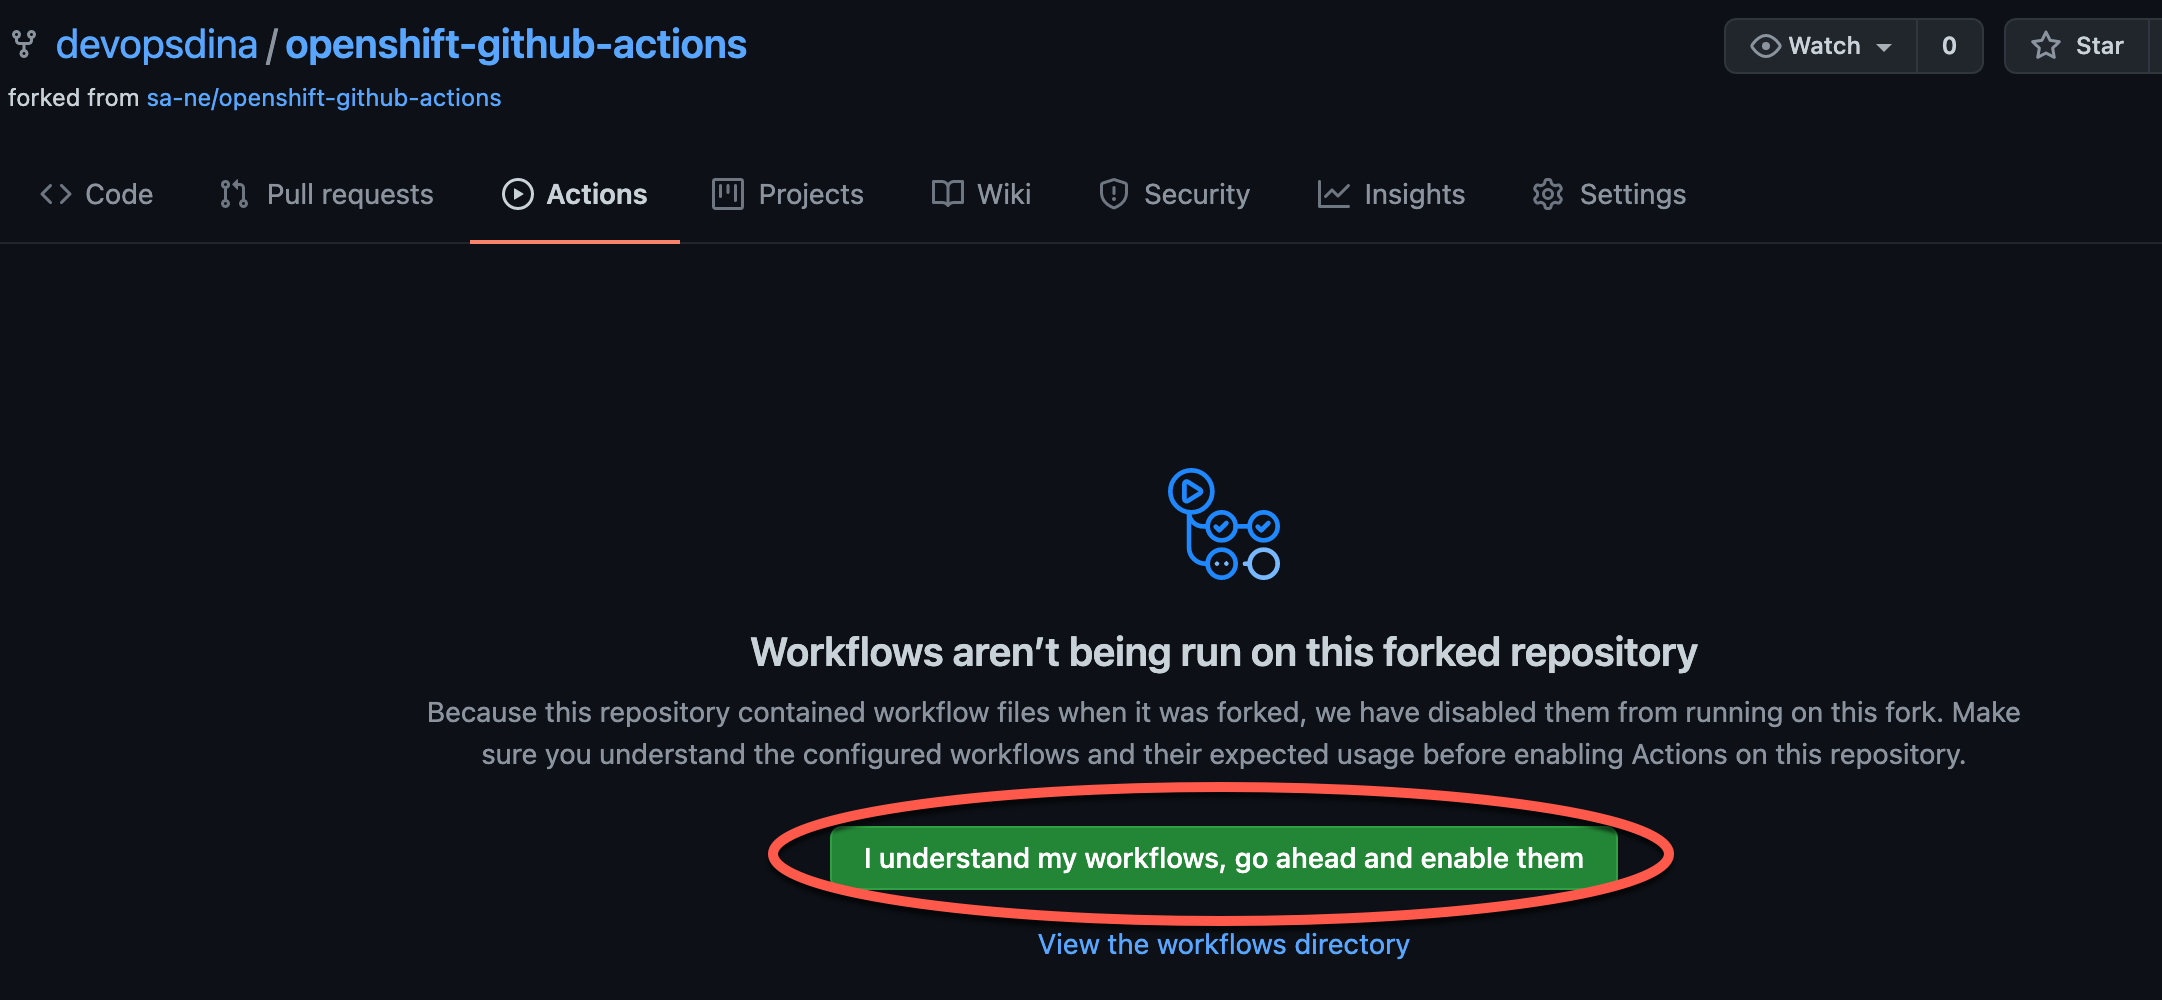 devopsdina / openshift-github-actions
Watch 0 Star
forked from sa-ne/openshift-github-actions
Code Pull requests Actions Projects Wiki Security Insights Settings
Workflows aren’t being run on this forked repository
Because this repository contained workflow files when it was forked, we have disabled them from running on this fork. Make
sure you understand the configured workflows and their expected usage before enabling Actions on this repository.
I understand my workflows, go ahead and enable them
View the workflows directory